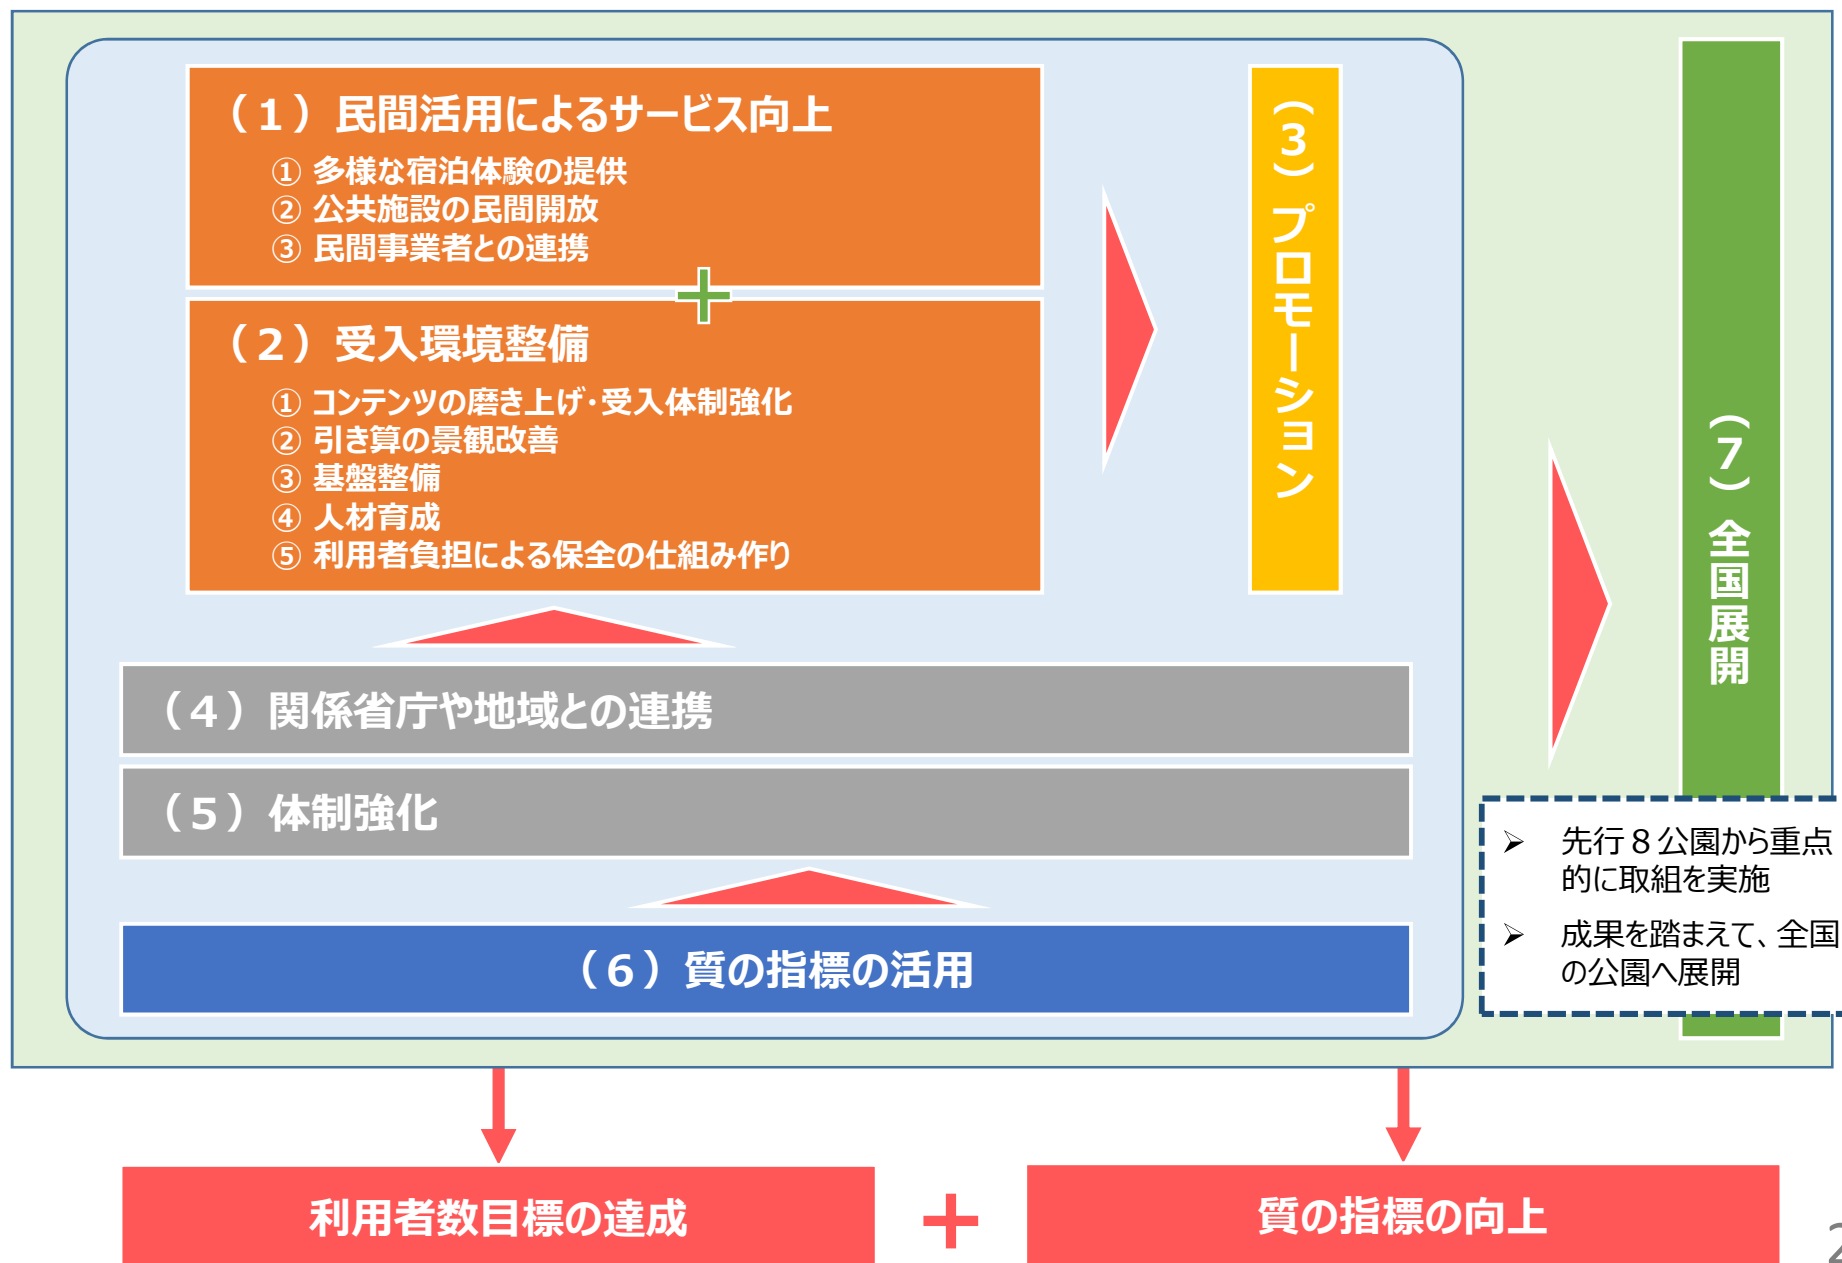 （１）民間活用によるサービス向上
① 多様な宿泊体験の提供
② 公共施設の民間開放
③ 民間事業者との連携
（２）受入環境整備
① コンテンツの磨き上げ・受入体制強化
② 引き算の景観改善
③ 基盤整備
④ 人材育成
⑤ 利用者負担による保全の仕組み作り
（３）プロモーション
（４）関係省庁や地域との連携
（５）体制強化
（６）質の指標の活用
（７）全国展開
➢ 先行８公園から重点
的に取組を実施
➢ 成果を踏まえて、全国
の公園へ展開
利用者数目標の達成
＋
質の指標の向上